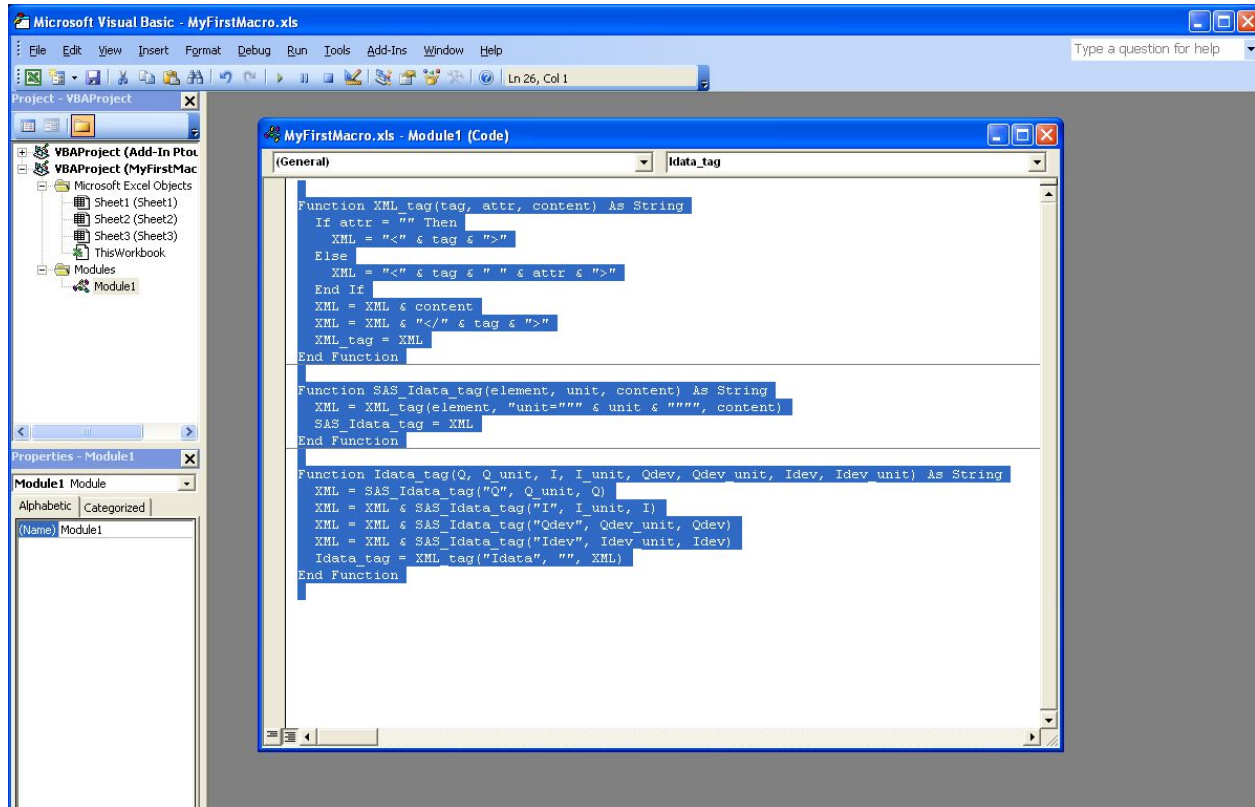 Microsoft Visual Basic - MyFirstMacro.xls
File Edit View Insert Format Debug Run Tools Add-Ins Window Help
Type a question for help
Ln 26, Col 1
Project - VBAProject
VBAProject (Add-In Ptou
VBAProject (MyFirstMac
Microsoft Excel Objects
Sheet1 (Sheet1)
Sheet2 (Sheet2)
Sheet3 (Sheet3)
ThisWorkbook
Modules
Module1
Properties - Module1
Module1 Module
Alphabetic Categorized
(Name) Module1
MyFirstMacro.xls - Module1 (Code)
(General) Idata_tag
Function XML_tag(tag, attr, content) As String
If attr = "" Then
XML = "<" & tag & ">"
Else
XML = "<" & tag & " " & attr & ">"
End If
XML = XML & content
XML = XML & "</" & tag & ">"
XML_tag = XML
End Function
Function SAS_Idata_tag(element, unit, content) As String
XML = XML_tag(element, "unit=""" & unit & """", content)
SAS_Idata_tag = XML
End Function
Function Idata_tag(Q, Q_unit, I, I_unit, Qdev, Qdev_unit, Idev, Idev_unit) As String
XML = SAS_Idata_tag("Q", Q_unit, Q)
XML = XML & SAS_Idata_tag("I", I_unit, I)
XML = XML & SAS_Idata_tag("Qdev", Qdev_unit, Qdev)
XML = XML & SAS_Idata_tag("Idev", Idev_unit, Idev)
Idata_tag = XML_tag("Idata", "", XML)
End Function